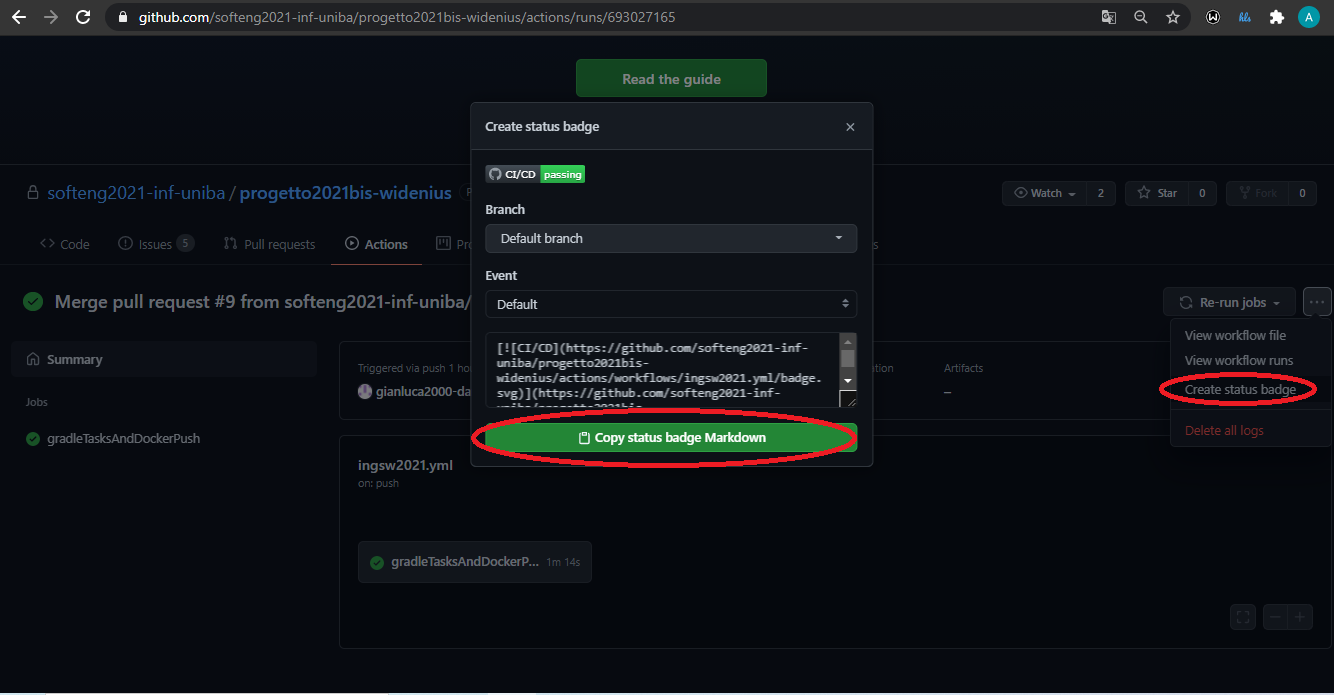 github.com/softeng2021-inf-uniba/progetto2021bis-widenius/actions/runs/693027165
A
Read the guide
Create status badge
CI/CD passing
softeng2021-inf-uniba / progetto2021bis-widenius
Watch 2
Star 0
Fork 0
Branch
Default branch
Code
Issues 5
Pull requests
Actions
Pr
s
Event
Default
Merge pull request #9 from softeng2021-inf-uniba/
Re-run jobs
View workflow file
View workflow runs
Create status badge
Delete all logs
[![CI/CD](https://github.com/softeng2021-inf-
uniba/progetto2021bis-
widenius/actions/workflows/ingsw2021.yml/badge.
svg)](https://github.com/softeng2021-inf-
uniba/progetto2021bis-
Summary
Triggered via push 1 ho
ation
Artifacts
gianluca2000-da
–
Jobs
gradleTasksAndDockerPush
Copy status badge Markdown
ingsw2021.yml
on: push
gradleTasksAndDockerP... 1m 14s